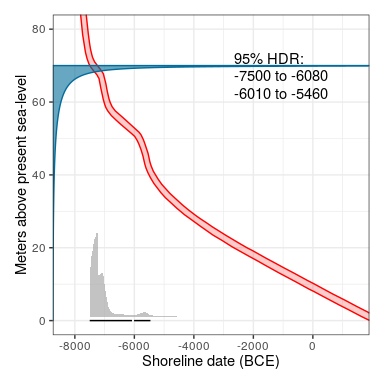 80
95% HDR:
-7500 to -6080
-6010 to -5460
60
40
20
0
Meters above present sea-level
-8000 -6000 -4000 -2000 0
Shoreline date (BCE)